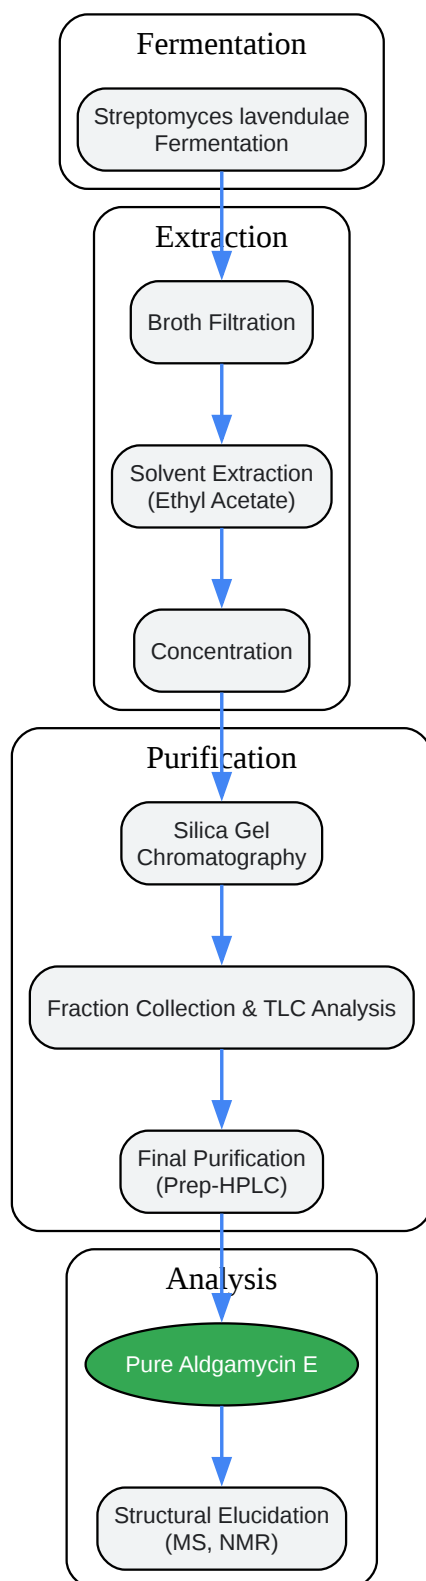 Fermentation
Streptomyces lavendulae
Fermentation
Extraction
Broth Filtration
Solvent Extraction
(Ethyl Acetate)
Concentration
Purification
Silica Gel
Chromatography
Fraction Collection & TLC Analysis
Final Purification
(Prep-HPLC)
Analysis
Pure Aldgamycin E
Structural Elucidation
(MS, NMR)